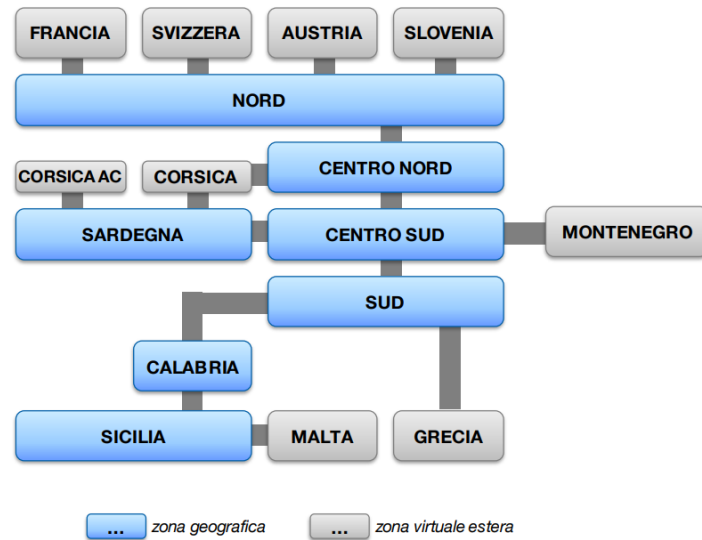 FRANCIA
SVIZZERA
AUSTRIA
SLOVENIA
NORD
CENTRO NORD
CORSICA AC
CORSICA
SARDEGNA
CENTRO SUD
MONTENEGRO
SUD
CALABRIA
SICILIA
MALTA
GRECIA
... zona geografica
... zona virtuale estera